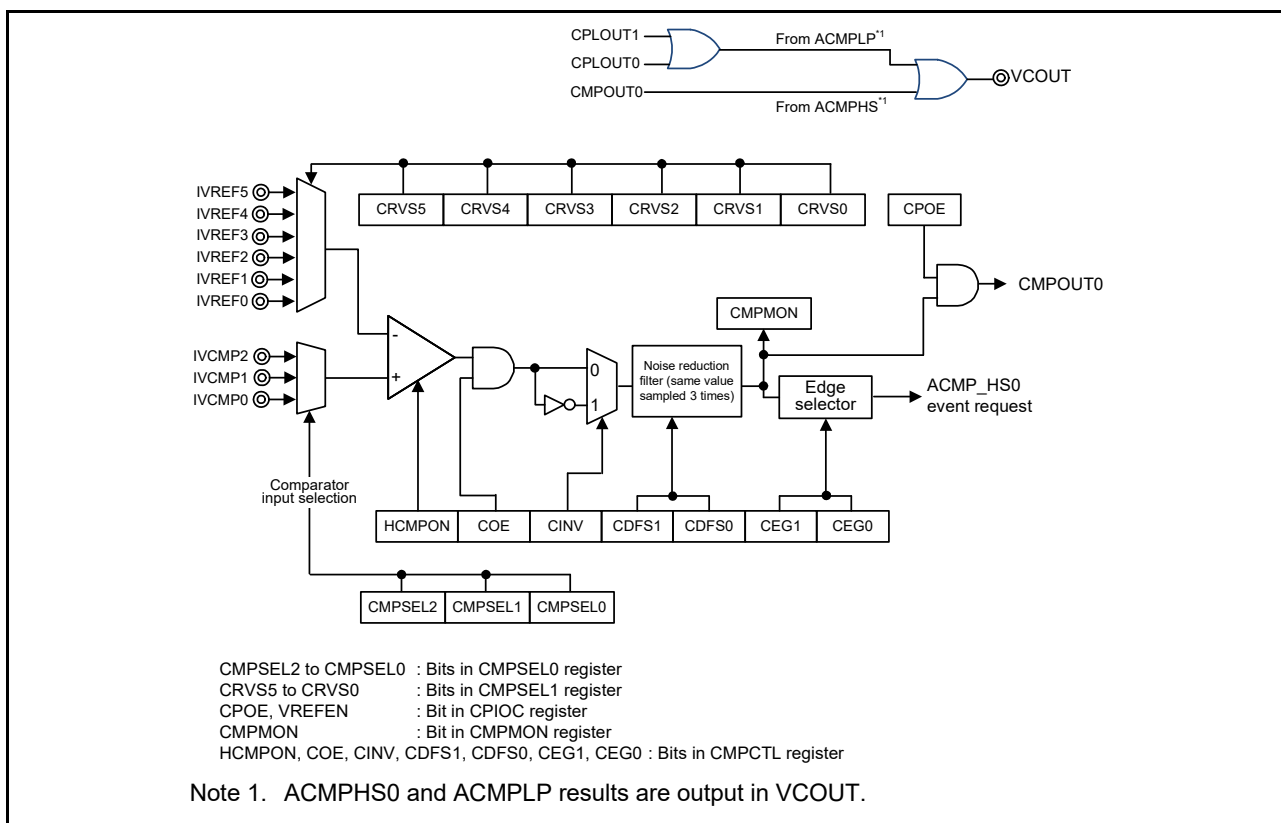 CPLOUT1
From ACMPLP*1
CPLOUT0
VCOUT
CMPOUT0
From ACMPHS*1
IVREF5
IVREF4
IVREF3
IVREF2
IVREF1
IVREF0
CRVS5 CRVS4 CRVS3 CRVS2 CRVS1 CRVS0
CPOE
CMPOUT0
CMPMON
IVCMP2
IVCMP1
IVCMP0
-
+
0
1
Noise reduction
filter (same value
sampled 3 times)
Edge
selector
ACMP_HS0
event request
Comparator
input selection
HCMPON COE CINV CDFS1 CDFS0 CEG1 CEG0
CMPSEL2 CMPSEL1 CMPSEL0
CMPSEL2 to CMPSEL0 : Bits in CMPSEL0 register
CRVS5 to CRVS0 : Bits in CMPSEL1 register
CPOE, VREFEN : Bit in CPIOC register
CMPMON : Bit in CMPMON register
HCMPON, COE, CINV, CDFS1, CDFS0, CEG1, CEG0 : Bits in CMPCTL register
Note 1. ACMPHS0 and ACMPLP results are output in VCOUT.